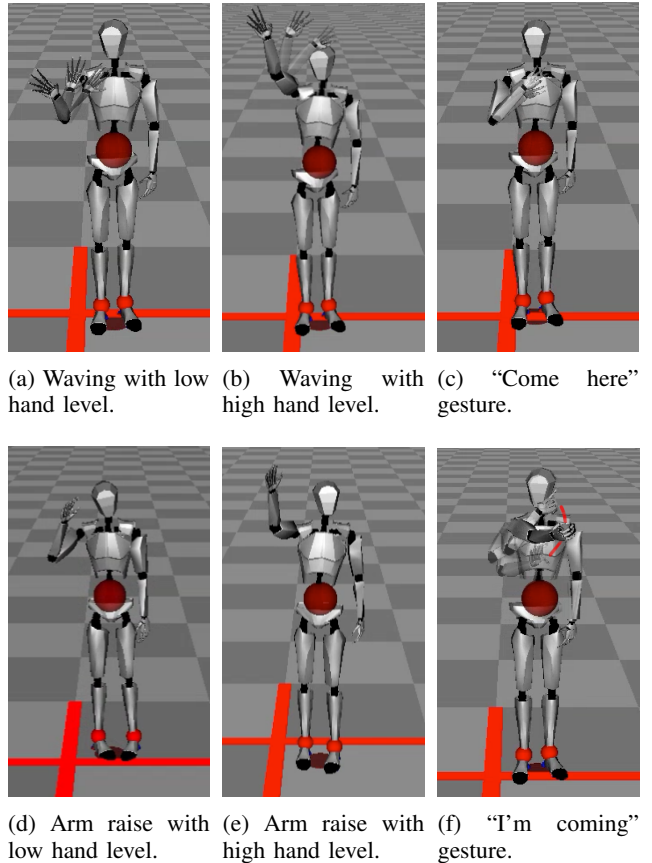 (a) Waving with low
hand level.
(b) Waving with
high hand level.
(c) “Come here”
gesture.
(d) Arm raise with
low hand level.
(e) Arm raise with
high hand level.
(f) “I’m coming”
gesture.